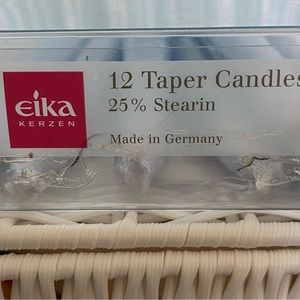 eika
KERZEN
12 Taper Candles
25% Stearin
Made in Germany